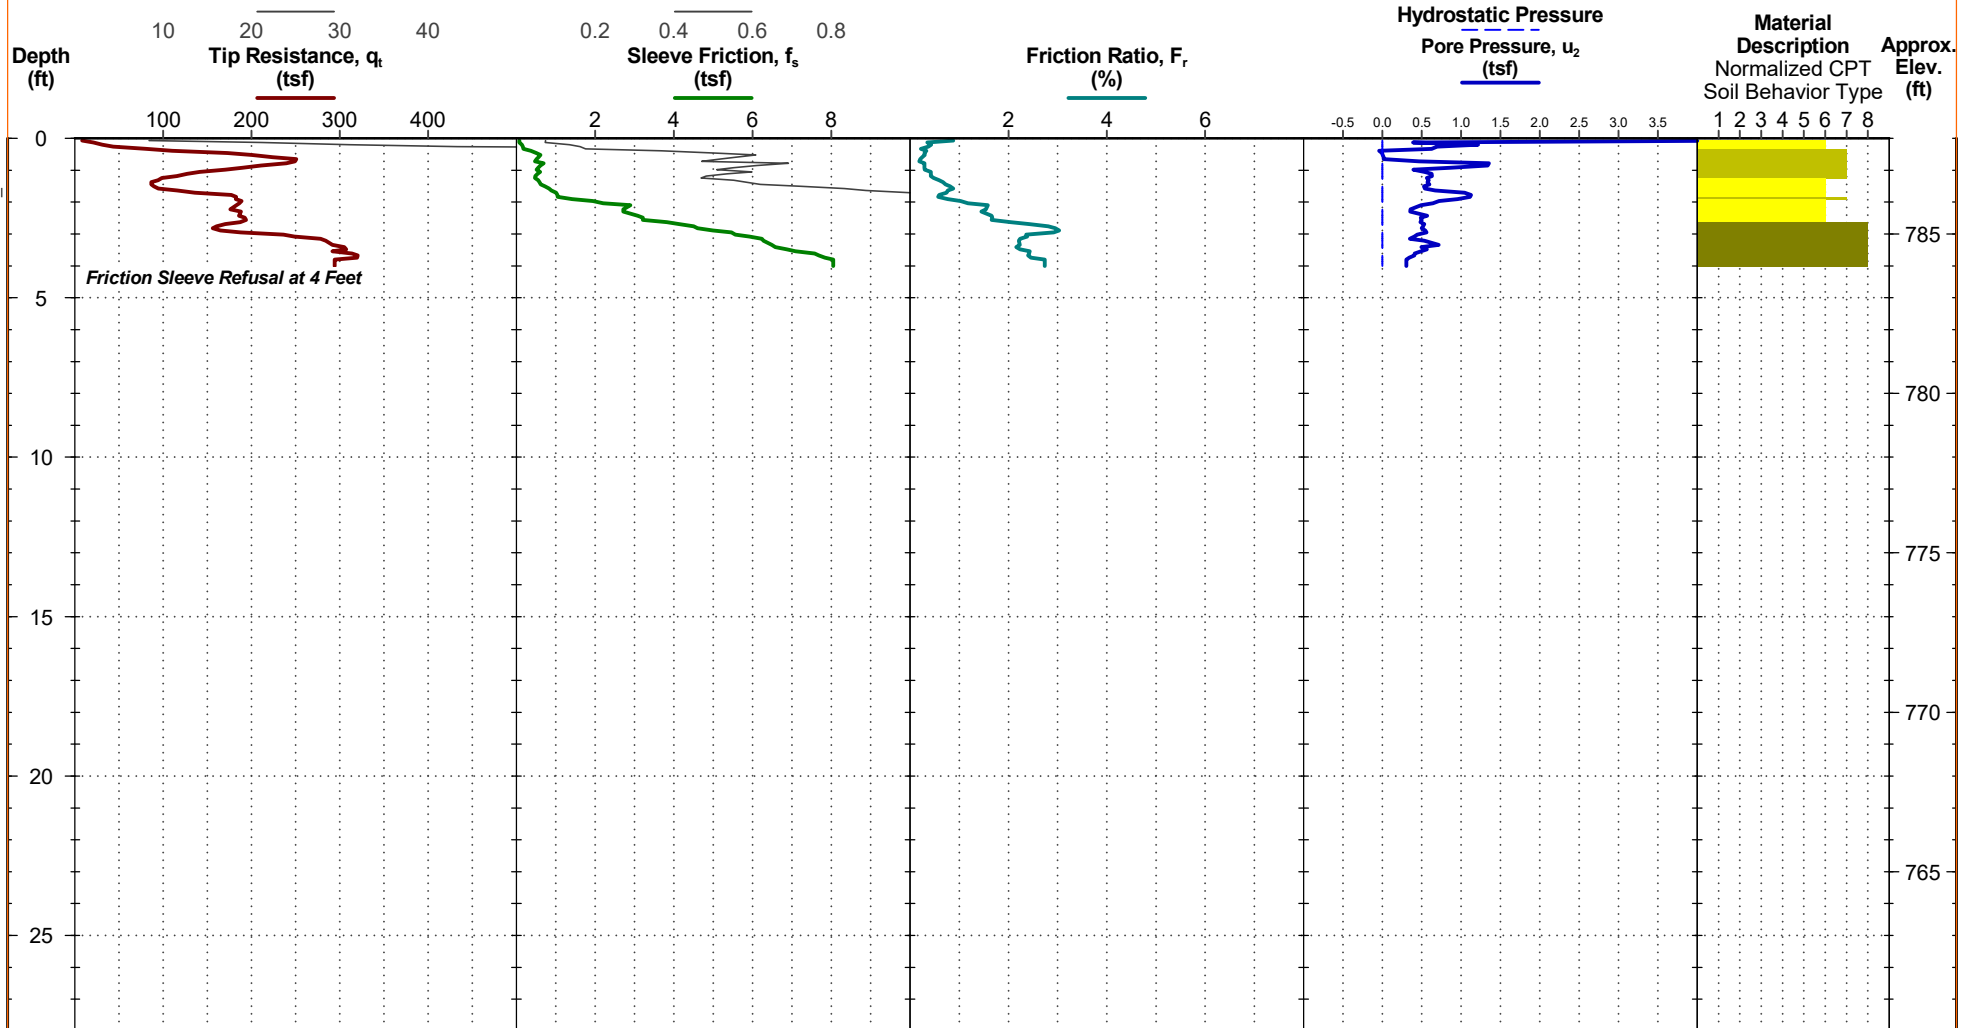 10 20 30 40
0.2 0.4 0.6 0.8
Hydrostatic Pressure
Depth
(ft)
Tip Resistance, qt
(tsf)
Sleeve Friction, fs
(tsf)
Friction Ratio, Fr
(%)
Pore Pressure, u2
(tsf)
Material
Description
Normalized CPT
Soil Behavior Type
Approx.
Elev.
(ft)
100 200 300 400
2 4 6 8
2 4 6
-0.5 0.0 0.5 1.0 1.5 2.0 2.5 3.0 3.5
1 2 3 4 5 6 7 8
0
785
Friction Sleeve Refusal at 4 Feet
5
780
10
775
15
770
20
765
25